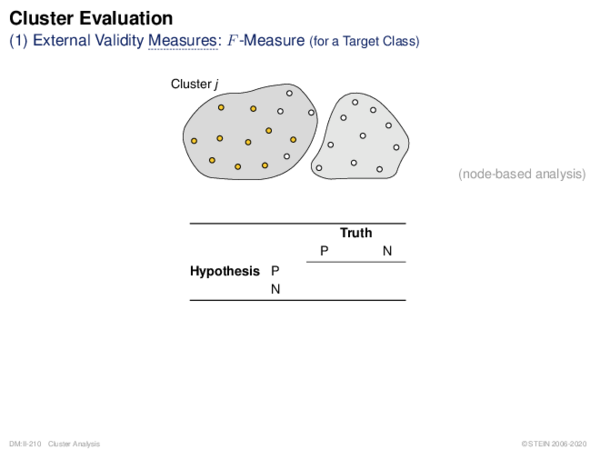 Cluster Evaluation
(1) External Validity Measures: F-Measure (for a Target Class)
Cluster j
(node-based analysis)
Truth
P N
Hypothesis P
N
DM:II-210 Cluster Analysis
©STEIN 2006-2020